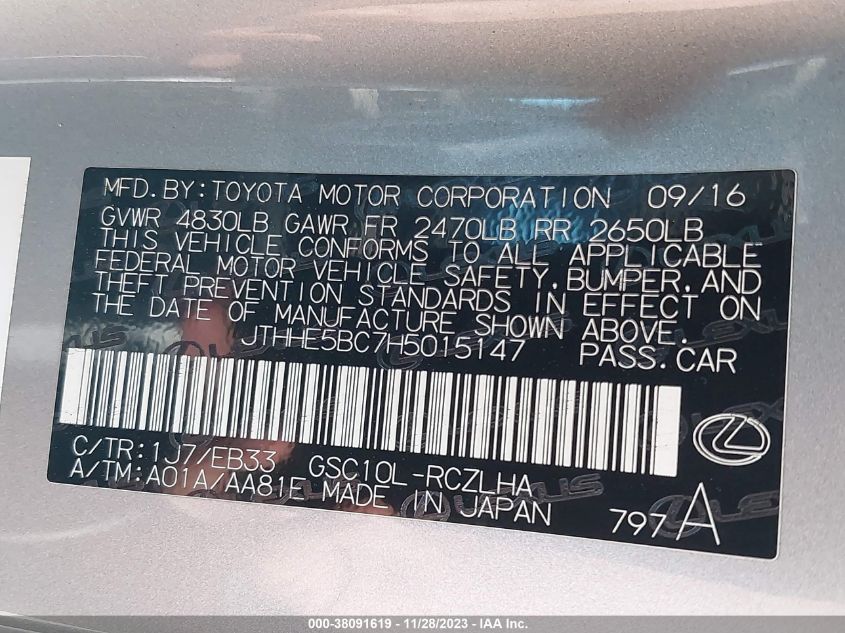 MFD.BY:TOYOTA MOTOR CORPORATION 09/16
GVWR 4830LB GAWR FR 2470LB RR 2650LB
THIS VEHICLE CONFORMS TO ALL APPLICABLE
FEDERAL MOTOR VEHICLE SAFETY,BUMPER,AND
THEFT PREVENTION STANDARDS IN EFFECT ON
THE DATE OF MANUFACTURE SHOWN ABOVE.
JTHHE5BC7H5015147 PASS.CAR
C/TR:1J7/EB33 GSC10L-RCZLHA
A/TM:A01A/AA81E MADE IN JAPAN
797A
LEXUS
000-38091619 - 11/28/2023 - IAA Inc.